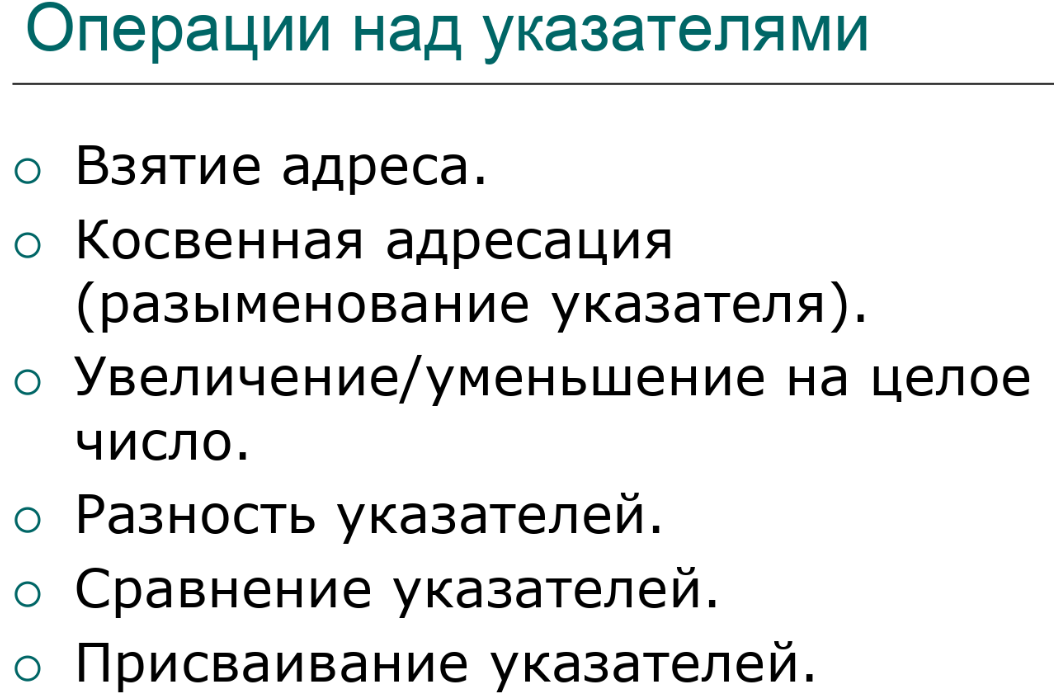 Операции над указателями
Взятие адреса.
Косвенная адресация
(разыменование указателя).
Увеличение/уменьшение на целое
число.
Разность указателей.
Сравнение указателей.
Присваивание указателей.